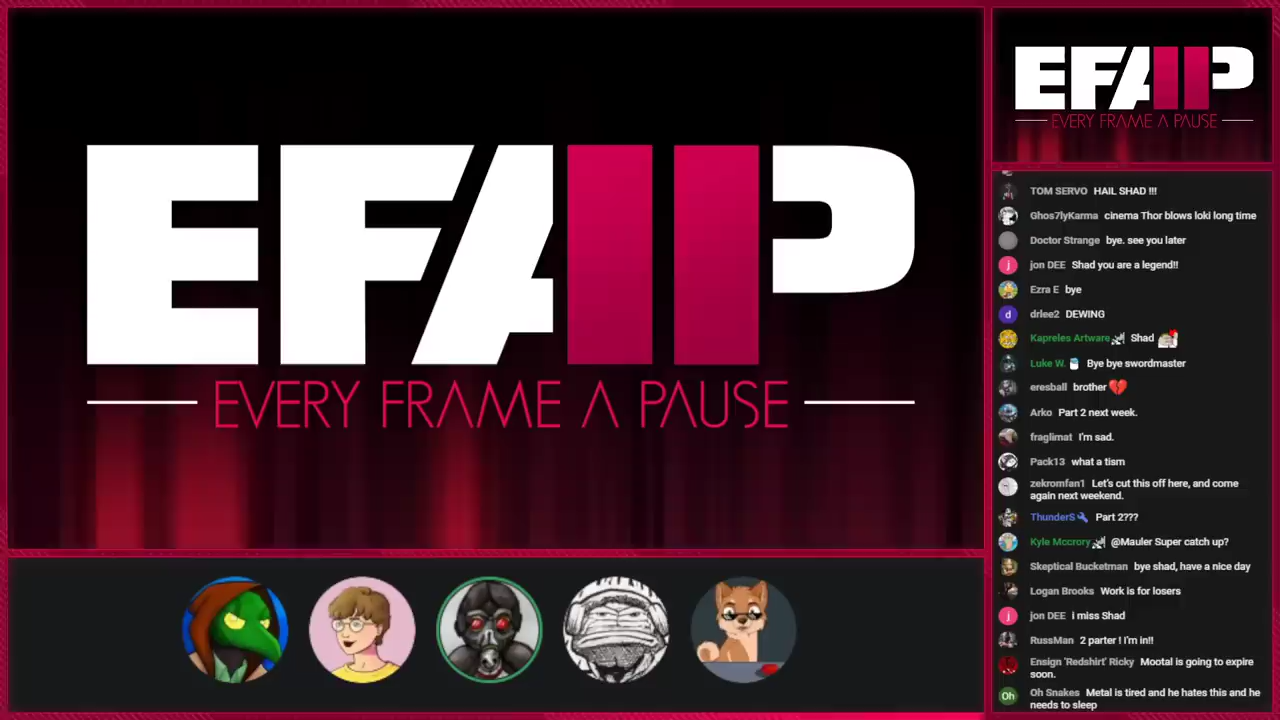 EFAP
EVERY FRAME A PAUSE
EFAP
EVERY FRAME A PAUSE
TOM SERVO HAIL SHAD !!!
Ghos7lyKarma cinema Thor blows loki long time
Doctor Strange bye. see you later
j jon DEE Shad you are a legend!!
Ezra E bye
d drlee2 DEWING
Kapreles Artware Shad
Luke W. Bye bye swordmaster
eresball brother
Arko Part 2 next week.
fraglimat I'm sad.
Pack13 what a tism
zekromfan1 Let's cut this off here, and come
again next weekend.
ThunderS Part 2???
Kyle Mccrory @Mauler Super catch up?
Skeptical Bucketman bye shad, have a nice day
Logan Brooks Work is for losers
j jon DEE i miss Shad
RussMan 2 parter ! I'm in!!
Ensign 'Redshirt' Ricky Mootal is going to expire
soon.
Oh Oh Snakes Metal is tired and he hates this and he
needs to sleep